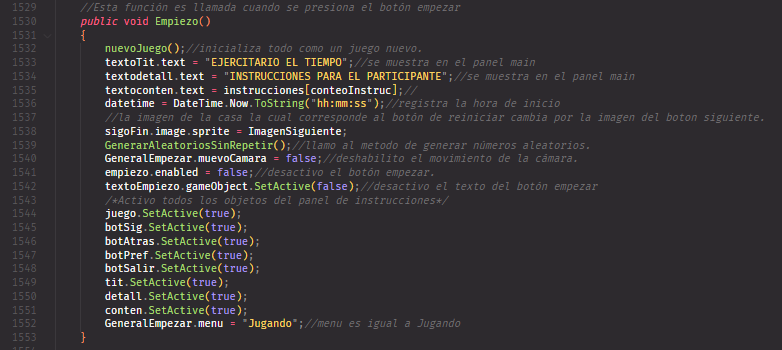 1529 //Esta función es llamada cuando se presiona el botón empezar
1530 public void Empiezo()
1531 {
1532 nuevoJuego();//inicializa todo como un juego nuevo.
1533 textoTit.text = "EJERCITARIO EL TIEMPO";//se muestra en el panel main
1534 textodetall.text = "INSTRUCCIONES PARA EL PARTICIPANTE";//se muestra en el panel main
1535 textoconten.text = instrucciones[conteoInstruc];//
1536 datetime = DateTime.Now.ToString("hh:mm:ss");//registra la hora de inicio
1537 //la imagen de la casa la cual corresponde al botón de reiniciar cambia por la imagen del boton siguiente.
1538 sigoFin.image.sprite = ImagenSiguiente;
1539 GenerarAleatoriosSinRepetir();//llamo al metodo de generar números aleatorios.
1540 GeneralEmpezar.muevoCamara = false;//deshabilito el movimiento de la cámara.
1541 empiezo.enabled = false;//desactivo el botón empezar.
1542 textoEmpiezo.gameObject.SetActive(false);//desactivo el texto del botón empezar
1543 /*Activo todos los objetos del panel de instrucciones*/
1544 juego.SetActive(true);
1545 botSig.SetActive(true);
1546 botAtras.SetActive(true);
1547 botPref.SetActive(true);
1548 botSalir.SetActive(true);
1549 tit.SetActive(true);
1550 detall.SetActive(true);
1551 conten.SetActive(true);
1552 GeneralEmpezar.menu = "Jugando";//menu es igual a Jugando
1553 }